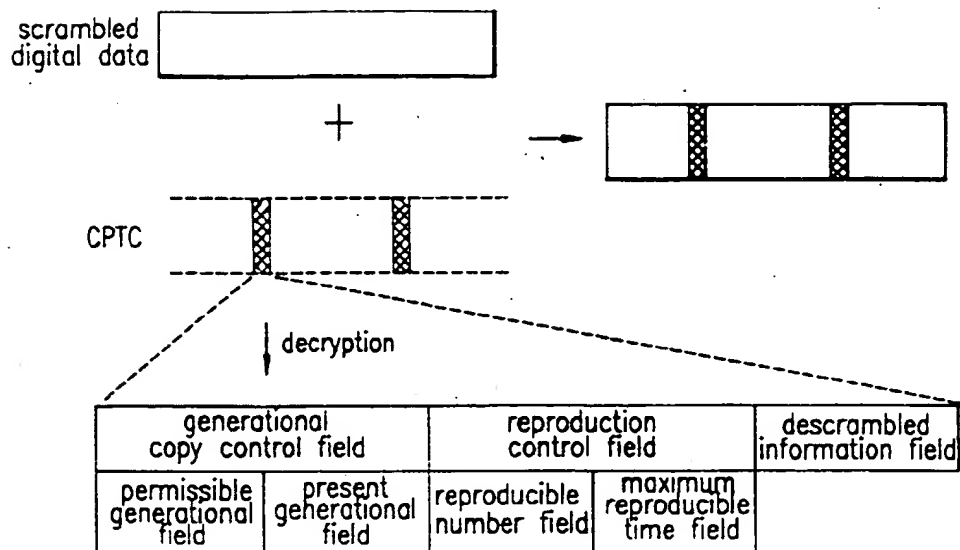 scrambled
digital data
+
CPTC
decryption
generational
copy control field
reproduction
control field
descrambled
information field
permissible
generational
field
present
generational
field
reproducible
number field
maximum
reproducible
time field